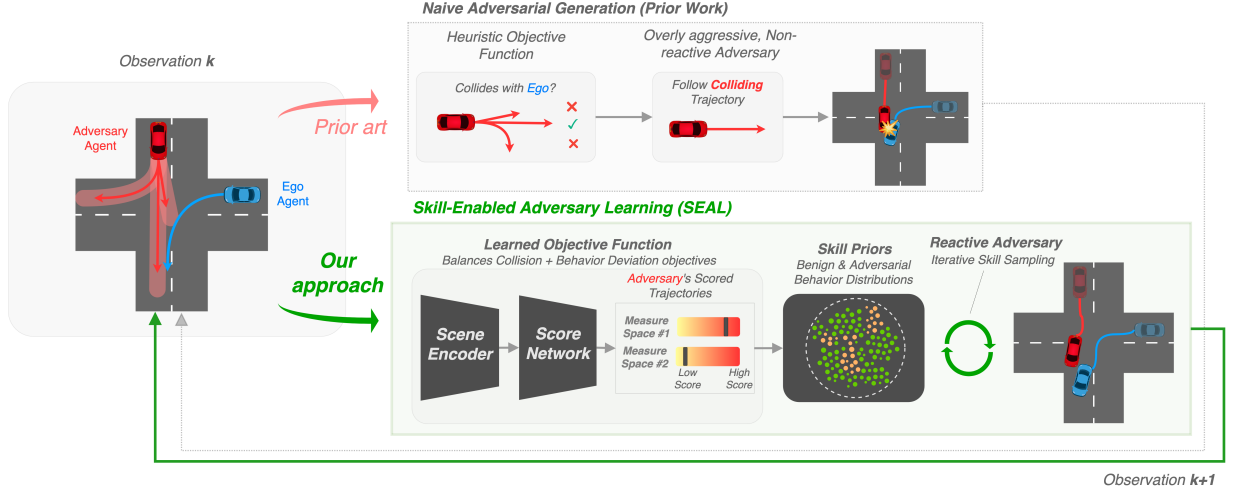 Naive Adversarial Generation (Prior Work)
Observation k
Heuristic Objective
Function
Overly aggressive, Non-
reactive Adversary
Collides with Ego?
Follow Colliding
Trajectory
Prior art
Adversary
Agent
Ego
Agent
Our
approach
Skill-Enabled Adversary Learning (SEAL)
Learned Objective Function
Balances Collision + Behavior Deviation objectives
Adversary's Scored
Trajectories
Scene
Encoder
Score
Network
Measure
Space #1
Measure
Space #2
Low
Score
High
Score
Skill Priors
Benign & Adversarial
Behavior Distributions
Reactive Adversary
Iterative Skill Sampling
Observation k+1